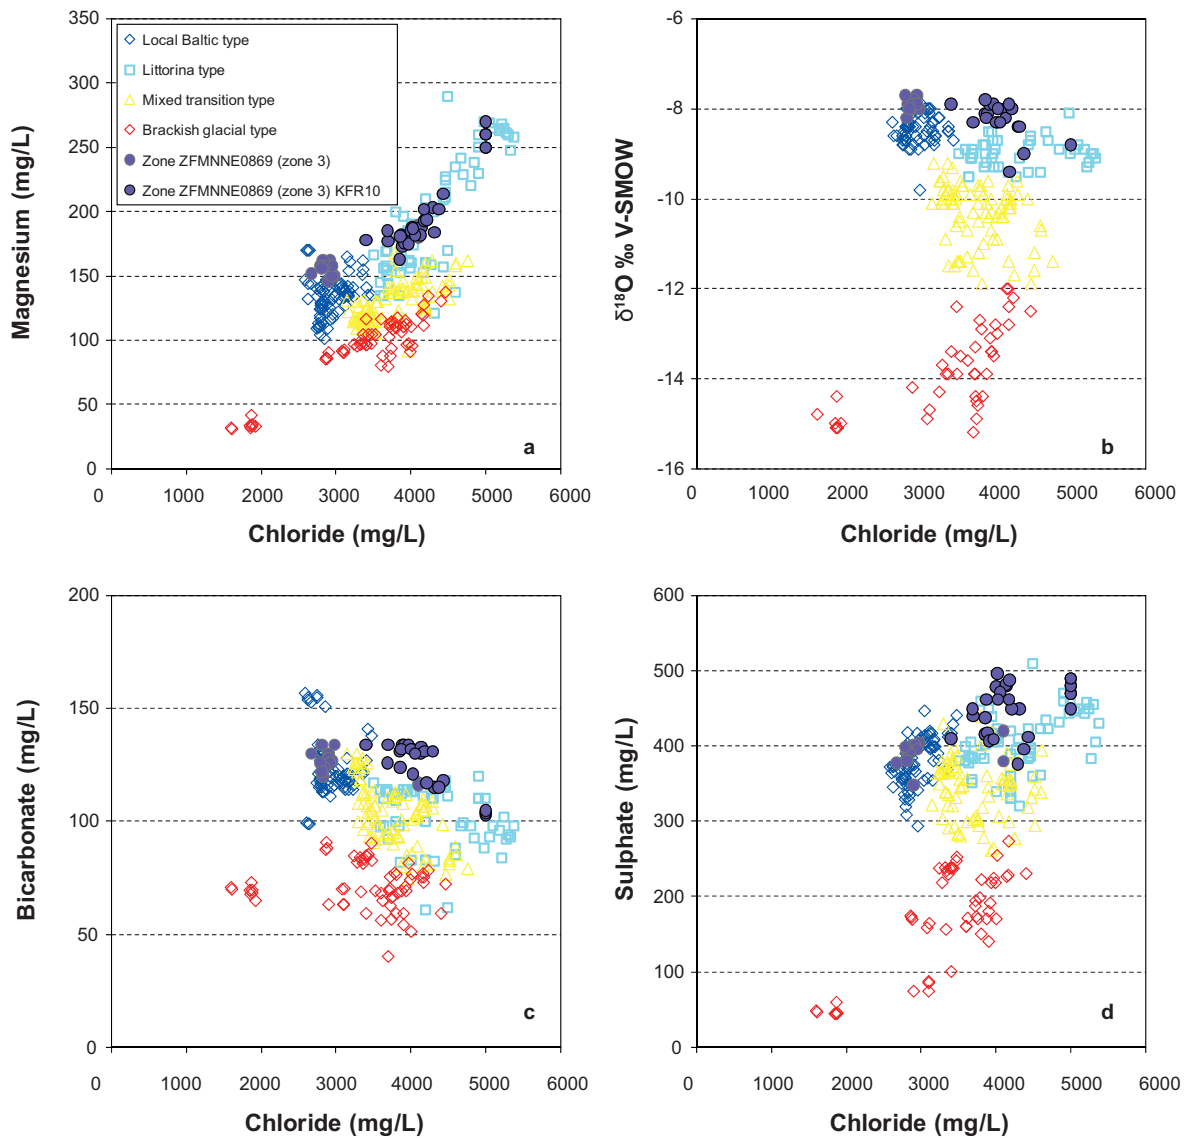 350
300
250
200
150
100
50
0
Magnesium (mg/L)
Local Baltic type
Littorina type
Mixed transition type
Brackish glacial type
Zone ZFMNNE0869 (zone 3)
Zone ZFMNNE0869 (zone 3) KFR10
a
0 1000 2000 3000 4000 5000 6000
Chloride (mg/L)
-6
-8
-10
-12
-14
-16
δ18O ‰ V-SMOW
b
0 1000 2000 3000 4000 5000 6000
Chloride (mg/L)
200
150
100
50
0
Bicarbonate (mg/L)
c
0 1000 2000 3000 4000 5000 6000
Chloride (mg/L)
600
500
400
300
200
100
0
Suphate (mg/L)
d
0 1000 2000 3000 4000 5000 6000
Chloride (mg/L)